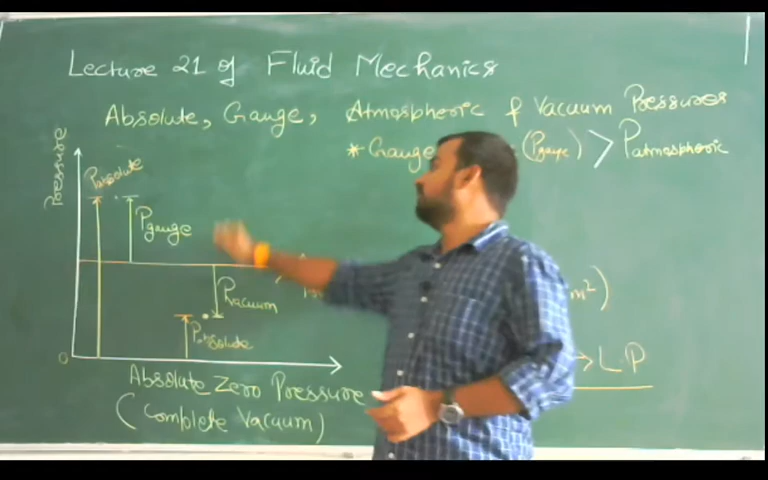 Lecture 21 of Fluid Mechanics
Absolute, Gauge, Atmospheric & Vacuum Pressures
* Gauge (Pgauge) > Patmospheric
Pressure
Pabsolute
Pgauge
Pvacuum
m²)
Pabsolute
→ LP
0
Absolute Zero Pressure
(Complete Vacuum)